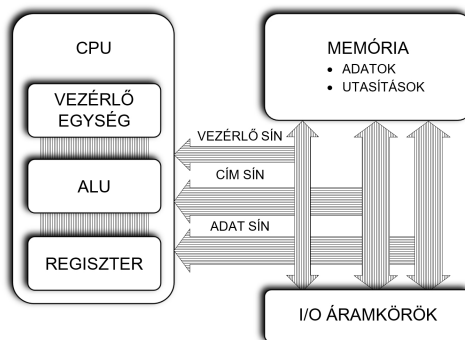 CPU
VEZÉRLŐ
EGYSÉG
ALU
REGISZTER
VEZÉRLŐ SÍN
CÍM SÍN
ADAT SÍN
MEMÓRIA
• ADATOK
• UTASÍTÁSOK
I/O ÁRAMKÖRÖK